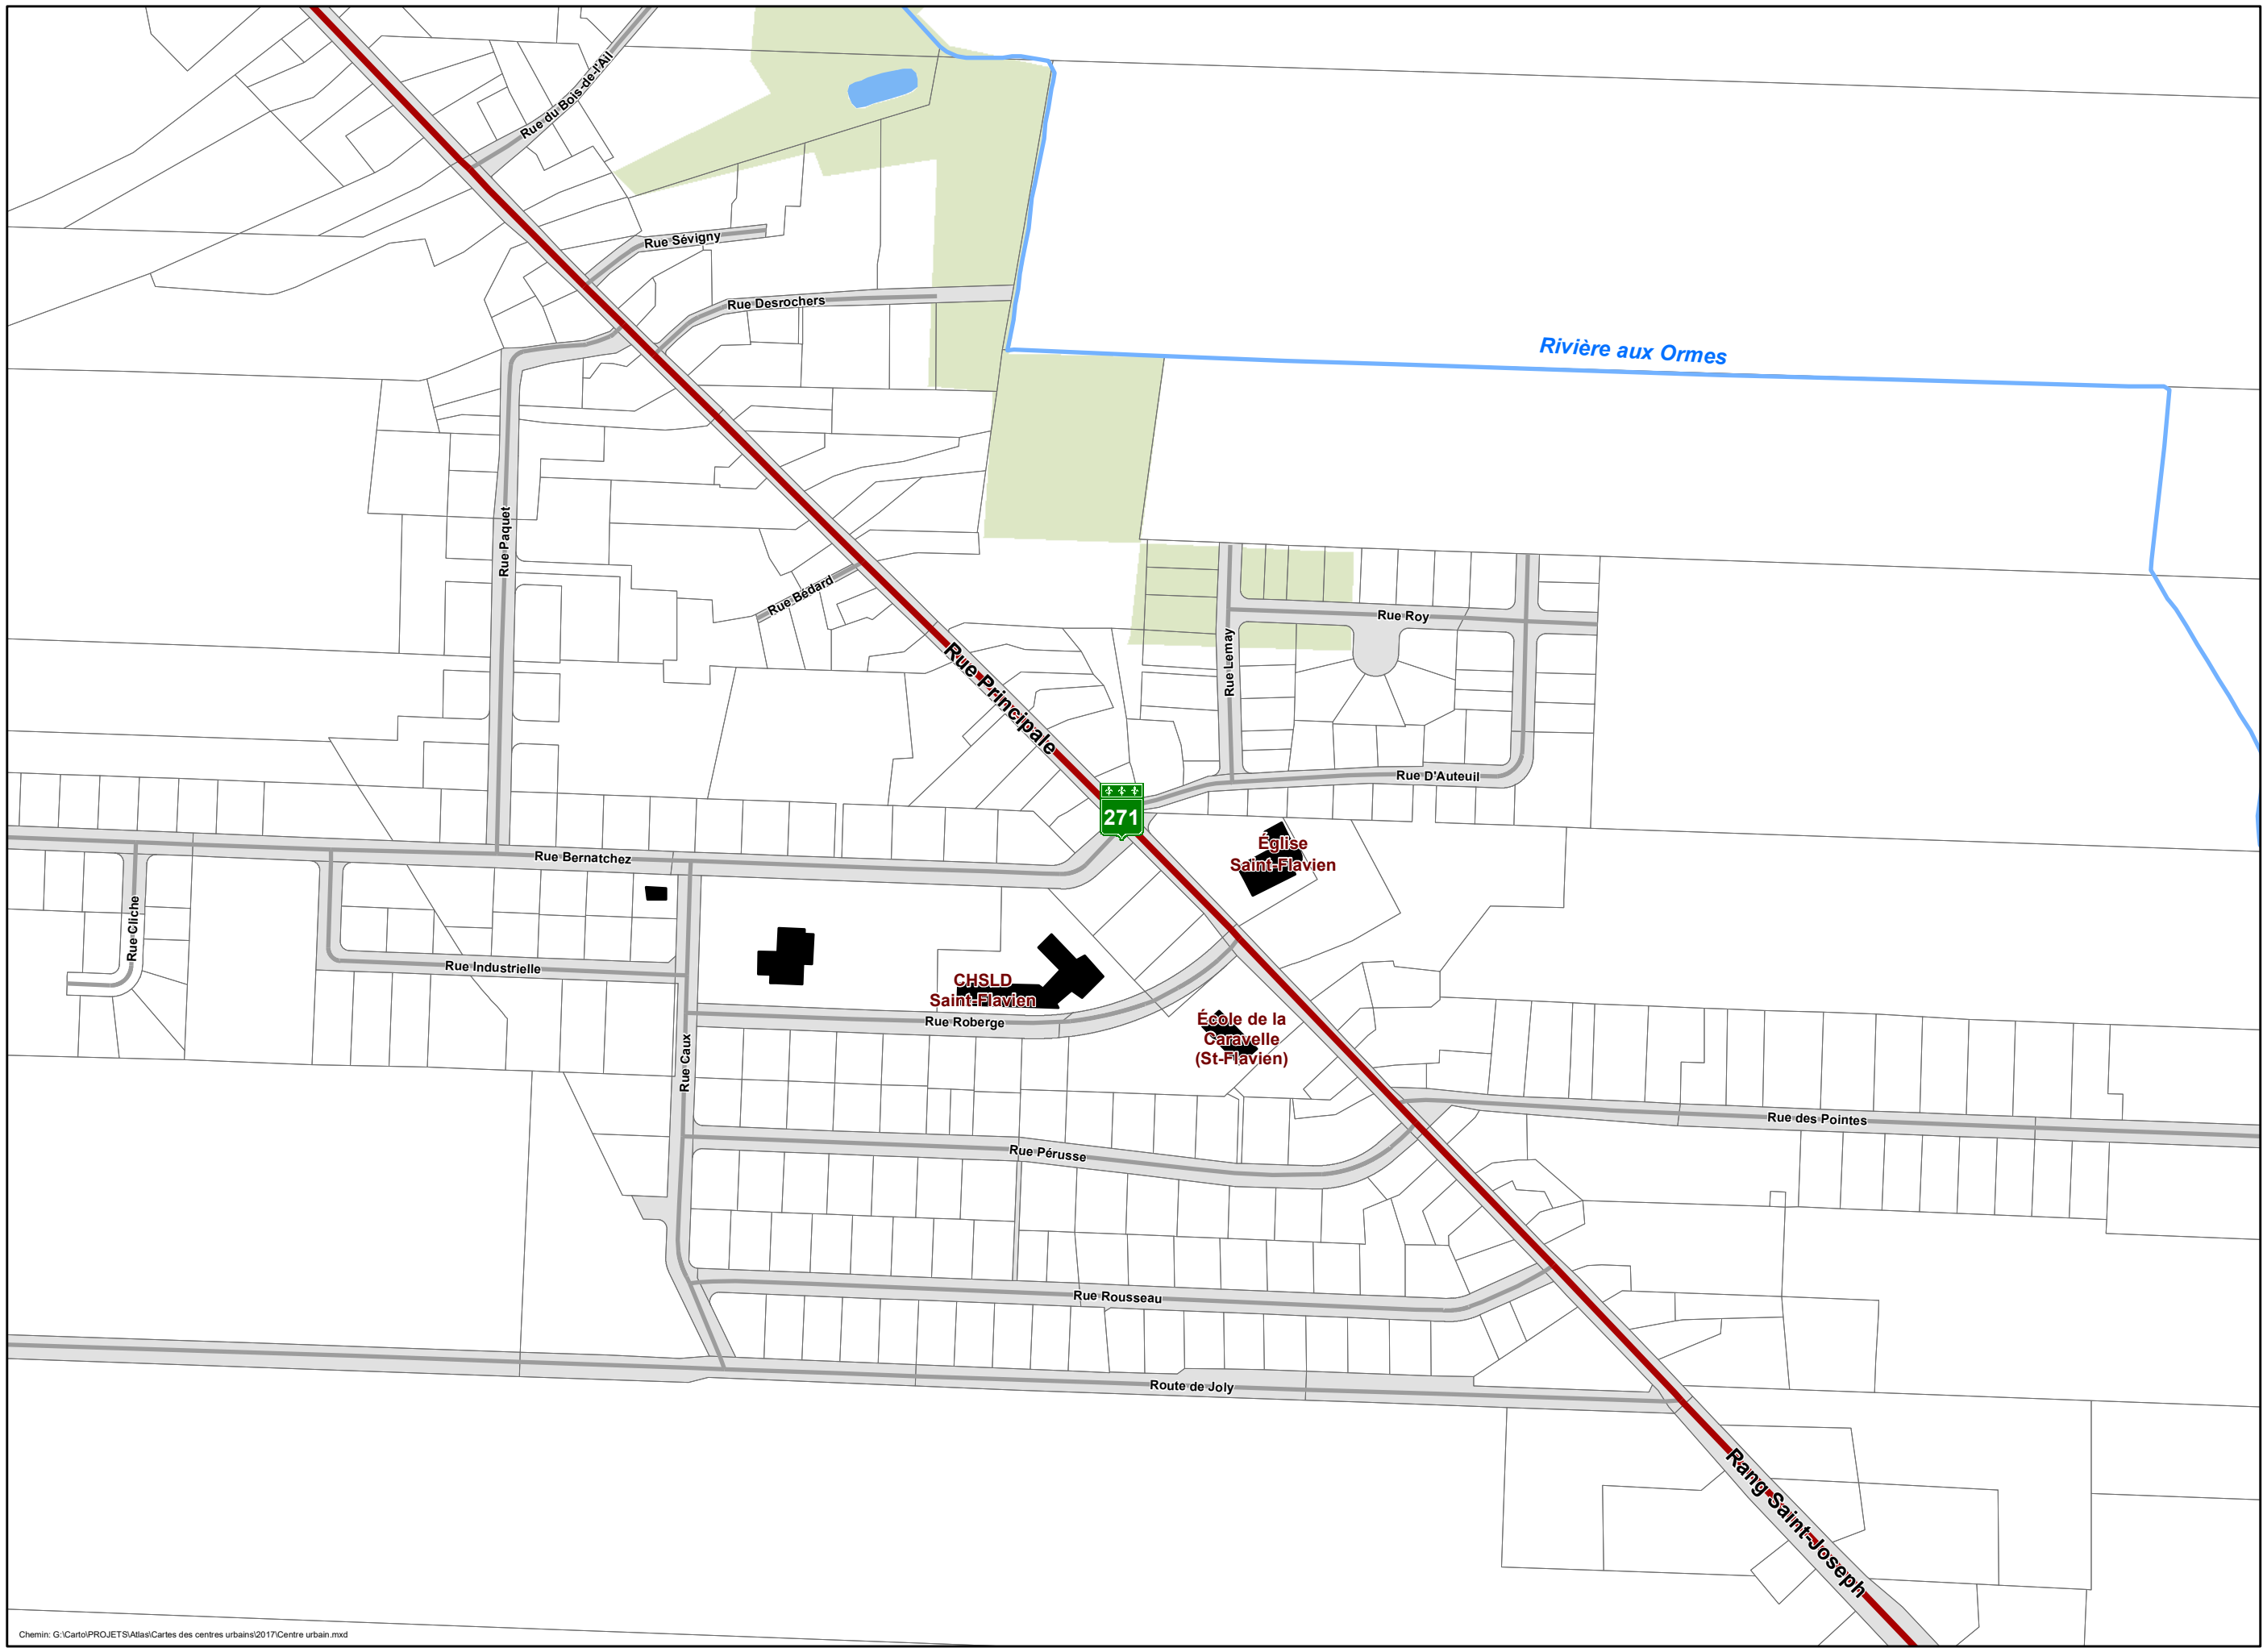 Rue du Bois-de-l'Ail
Rue Sévigny
Rue Desrochers
Rivière aux Ormes
Rue Paquet
Rue Bédard
Rue Roy
Rue Lemay
Rue Principale
Rue D'Auteuil
271
Rue Bernatchez
Église
Saint-Flavien
Rue Cliche
Rue Industrielle
CHSLD
Saint-Flavien
Rue Roberge
École de la
Caravelle
(St-Flavien)
Rue Caux
Rue des Pointes
Rue Pérusse
Rue Rousseau
Route de Joly
Rang Saint-Joseph
Chemin: G:\Carto\PROJETS\Atlas\Cartes des centres urbains\2017\Centre urbain.mxd